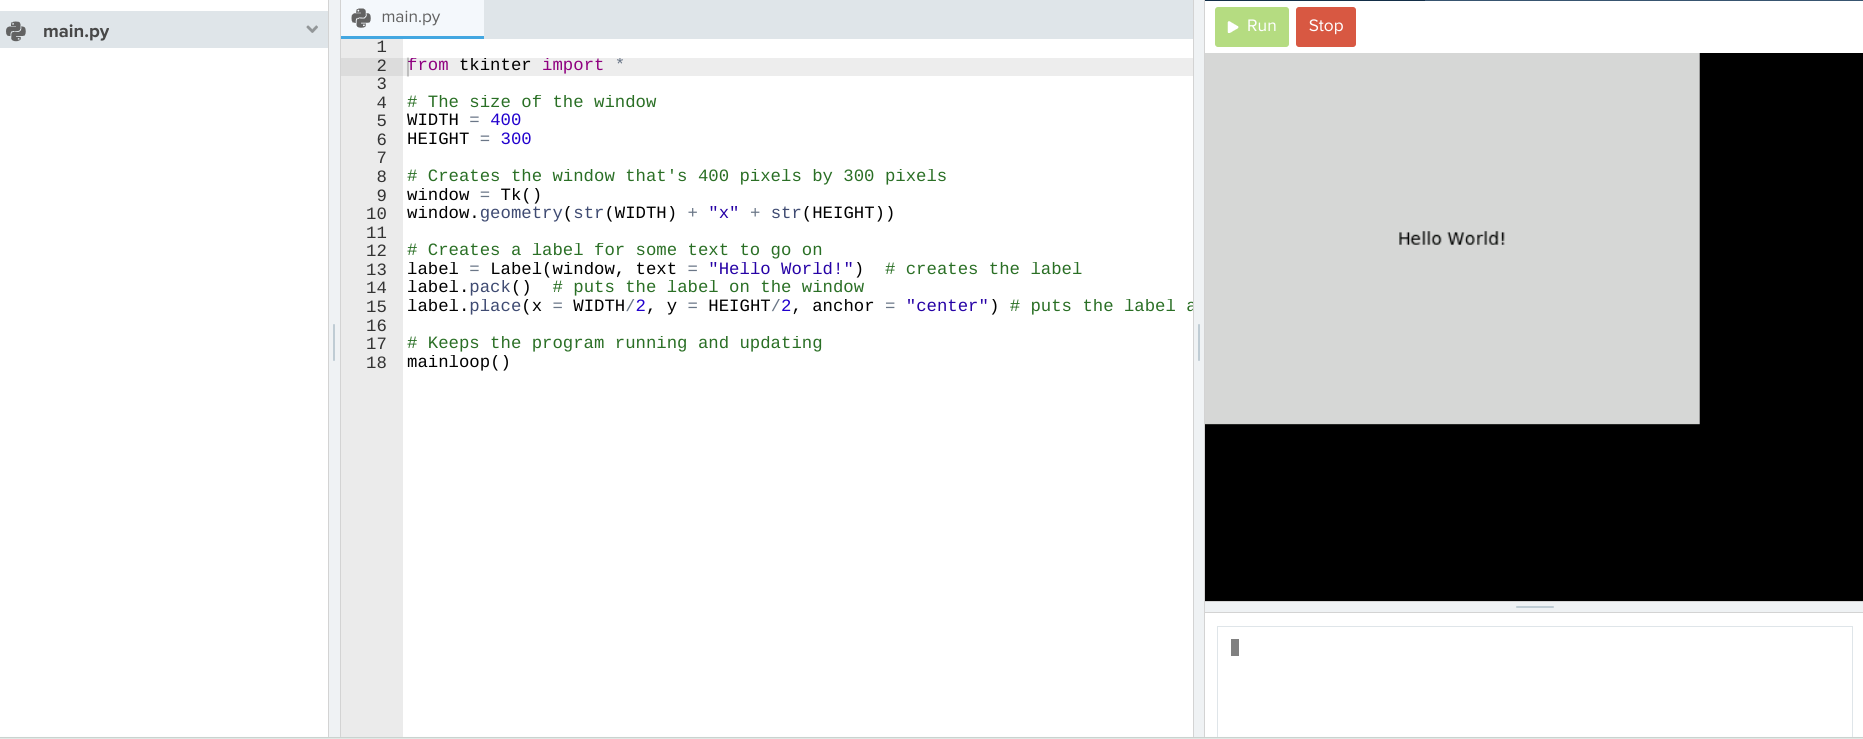 main.py
main.py
1
2 from tkinter import *
3
4 # The size of the window
5 WIDTH = 400
6 HEIGHT = 300
7
8 # Creates the window that's 400 pixels by 300 pixels
9 window = Tk()
10 window.geometry(str(WIDTH) + "x" + str(HEIGHT))
11
12 # Creates a label for some text to go on
13 label = Label(window, text = "Hello World!")  # creates the label
14 label.pack()  # puts the label on the window
15 label.place(x = WIDTH/2, y = HEIGHT/2, anchor = "center") # puts the label a
16
17 # Keeps the program running and updating
18 mainloop()
Run Stop
Hello World!